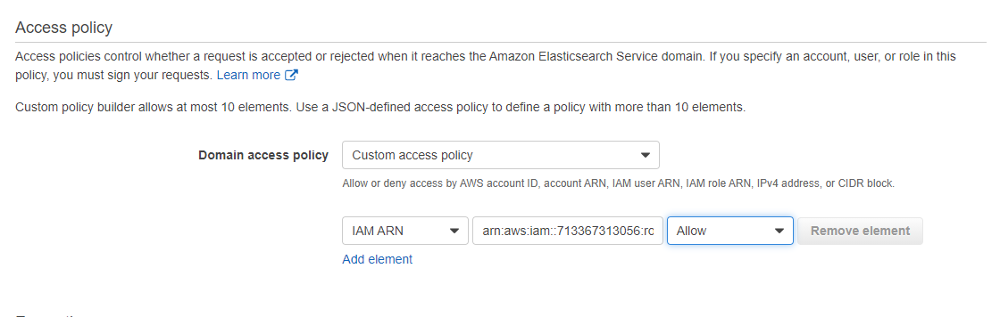 Access policy
Access policies control whether a request is accepted or rejected when it reaches the Amazon Elasticsearch Service domain. If you specify an account, user, or role in this
policy, you must sign your requests. Learn more
Custom policy builder allows at most 10 elements. Use a JSON-defined access policy to define a policy with more than 10 elements.
Domain access policy Custom access policy
Allow or deny access by AWS account ID, account ARN, IAM user ARN, IAM role ARN, IPv4 address, or CIDR block.
IAM ARN arn:aws:iam::713367313056:rc Allow Remove element
Add element